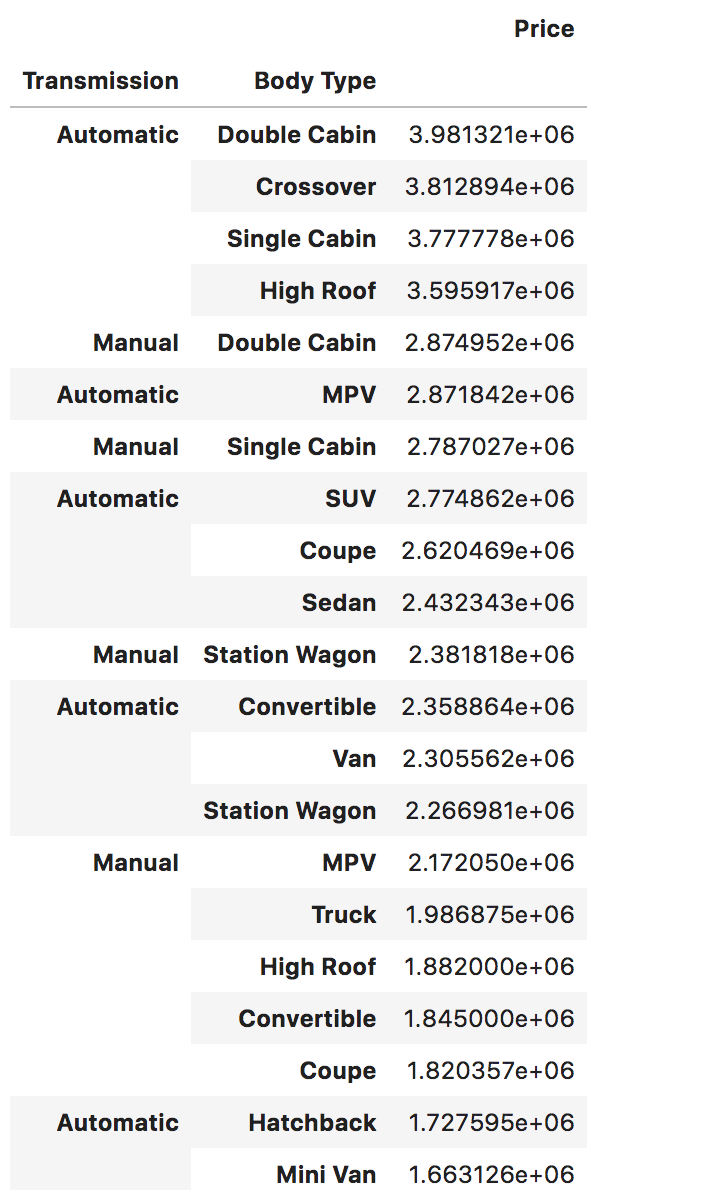 Price
Transmission Body Type
Automatic Double Cabin 3.981321e+06
Crossover 3.812894e+06
Single Cabin 3.777778e+06
High Roof 3.595917e+06
Manual Double Cabin 2.874952e+06
Automatic MPV 2.871842e+06
Manual Single Cabin 2.787027e+06
Automatic SUV 2.774862e+06
Coupe 2.620469e+06
Sedan 2.432343e+06
Manual Station Wagon 2.381818e+06
Automatic Convertible 2.358864e+06
Van 2.305562e+06
Station Wagon 2.266981e+06
Manual MPV 2.172050e+06
Truck 1.986875e+06
High Roof 1.882000e+06
Convertible 1.845000e+06
Coupe 1.820357e+06
Automatic Hatchback 1.727595e+06
Mini Van 1.663126e+06